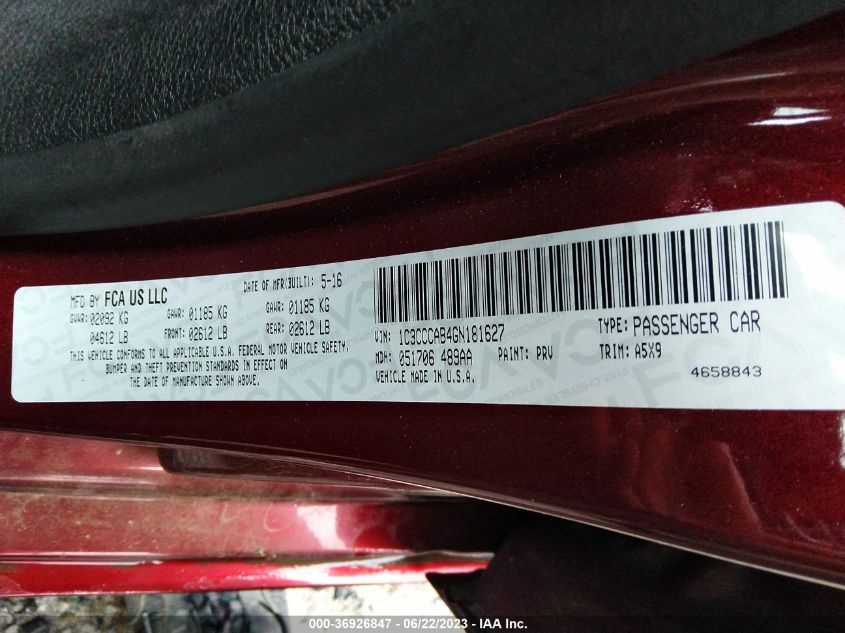 MFD BY FCA US LLC
DATE OF MFR(BUILT): 5-16
GVWR: 02092 KG
GAWR: 01185 KG
GAWR: 01185 KG
04612 LB
FRONT: 02612 LB
REAR: 02612 LB
THIS VEHICLE CONFORMS TO ALL APPLICABLE U.S.A. FEDERAL MOTOR VEHICLE SAFETY,
BUMPER AND THEFT PREVENTION STANDARDS IN EFFECT ON
THE DATE OF MANUFACTURE SHOWN ABOVE.
VIN: 1C3CCCAB4GN181627
TYPE: PASSENGER CAR
MDH: 051706 489AA
PAINT: PRV
TRIM: A5X9
VEHICLE MADE IN U.S.A.
4658843
000-36926847 - 06/22/2023 - IAA Inc.